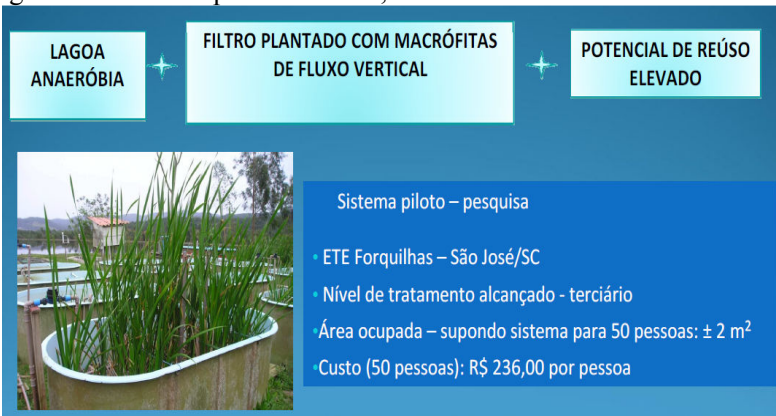 LAGOA
ANAERÓBIA
FILTRO PLANTADO COM MACRÓFITAS
DE FLUXO VERTICAL
POTENCIAL DE REÚSO
ELEVADO
Sistema piloto – pesquisa
• ETE Forquilhas – São José/SC
• Nível de tratamento alcançado - terciário
•Área ocupada – supondo sistema para 50 pessoas: ± 2 m²
•Custo (50 pessoas): R$ 236,00 por pessoa